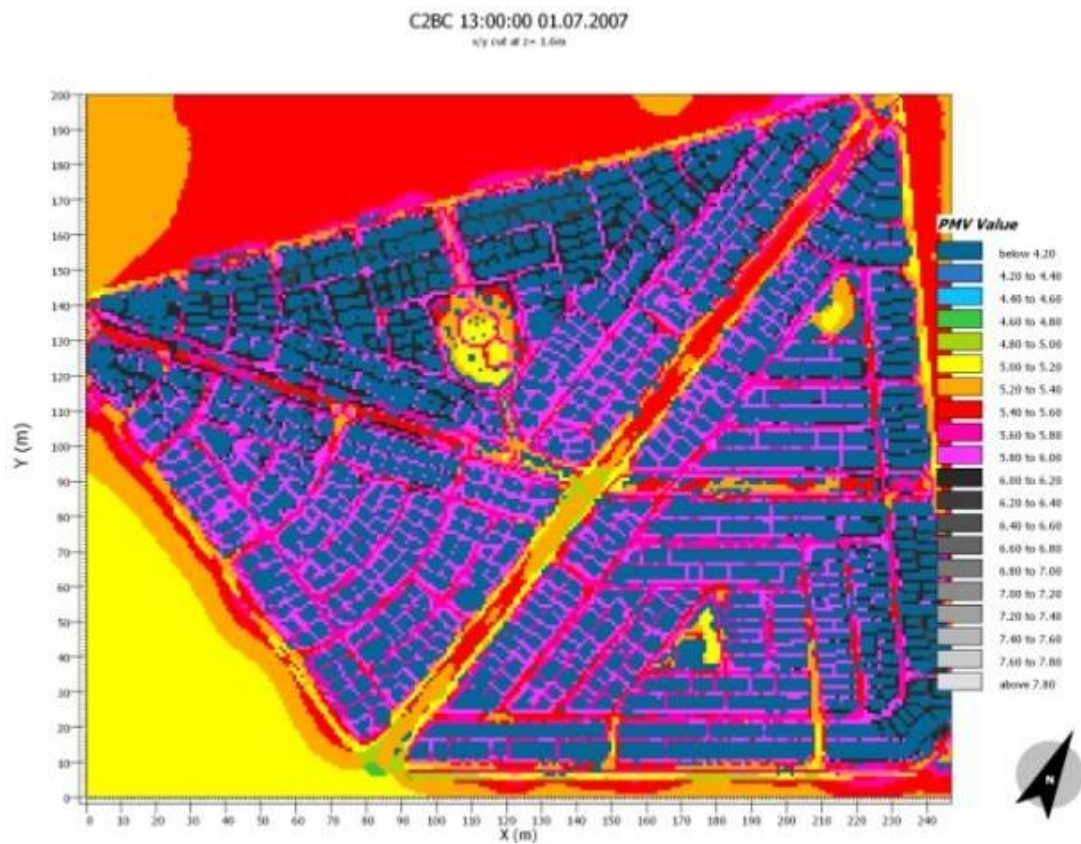 C2BC 13:00:00 01.07.2007
x/y cut at z= 1.6m
200
190
180
170
160
150
140
130
120
110
100
90
80
70
60
50
40
30
20
10
0
Y (m)
0 10 20 30 40 50 60 70 80 90 100 110 120 130 140 150 160 170 180 190 200 210 220 230 240
X (m)
PMV Value
below 4.20
4.20 to 4.40
4.40 to 4.60
4.60 to 4.80
4.80 to 5.00
5.00 to 5.20
5.20 to 5.40
5.40 to 5.60
5.60 to 5.80
5.80 to 6.00
6.00 to 6.20
6.20 to 6.40
6.40 to 6.60
6.60 to 6.80
6.80 to 7.00
7.00 to 7.20
7.20 to 7.40
7.40 to 7.60
7.60 to 7.80
above 7.80
N